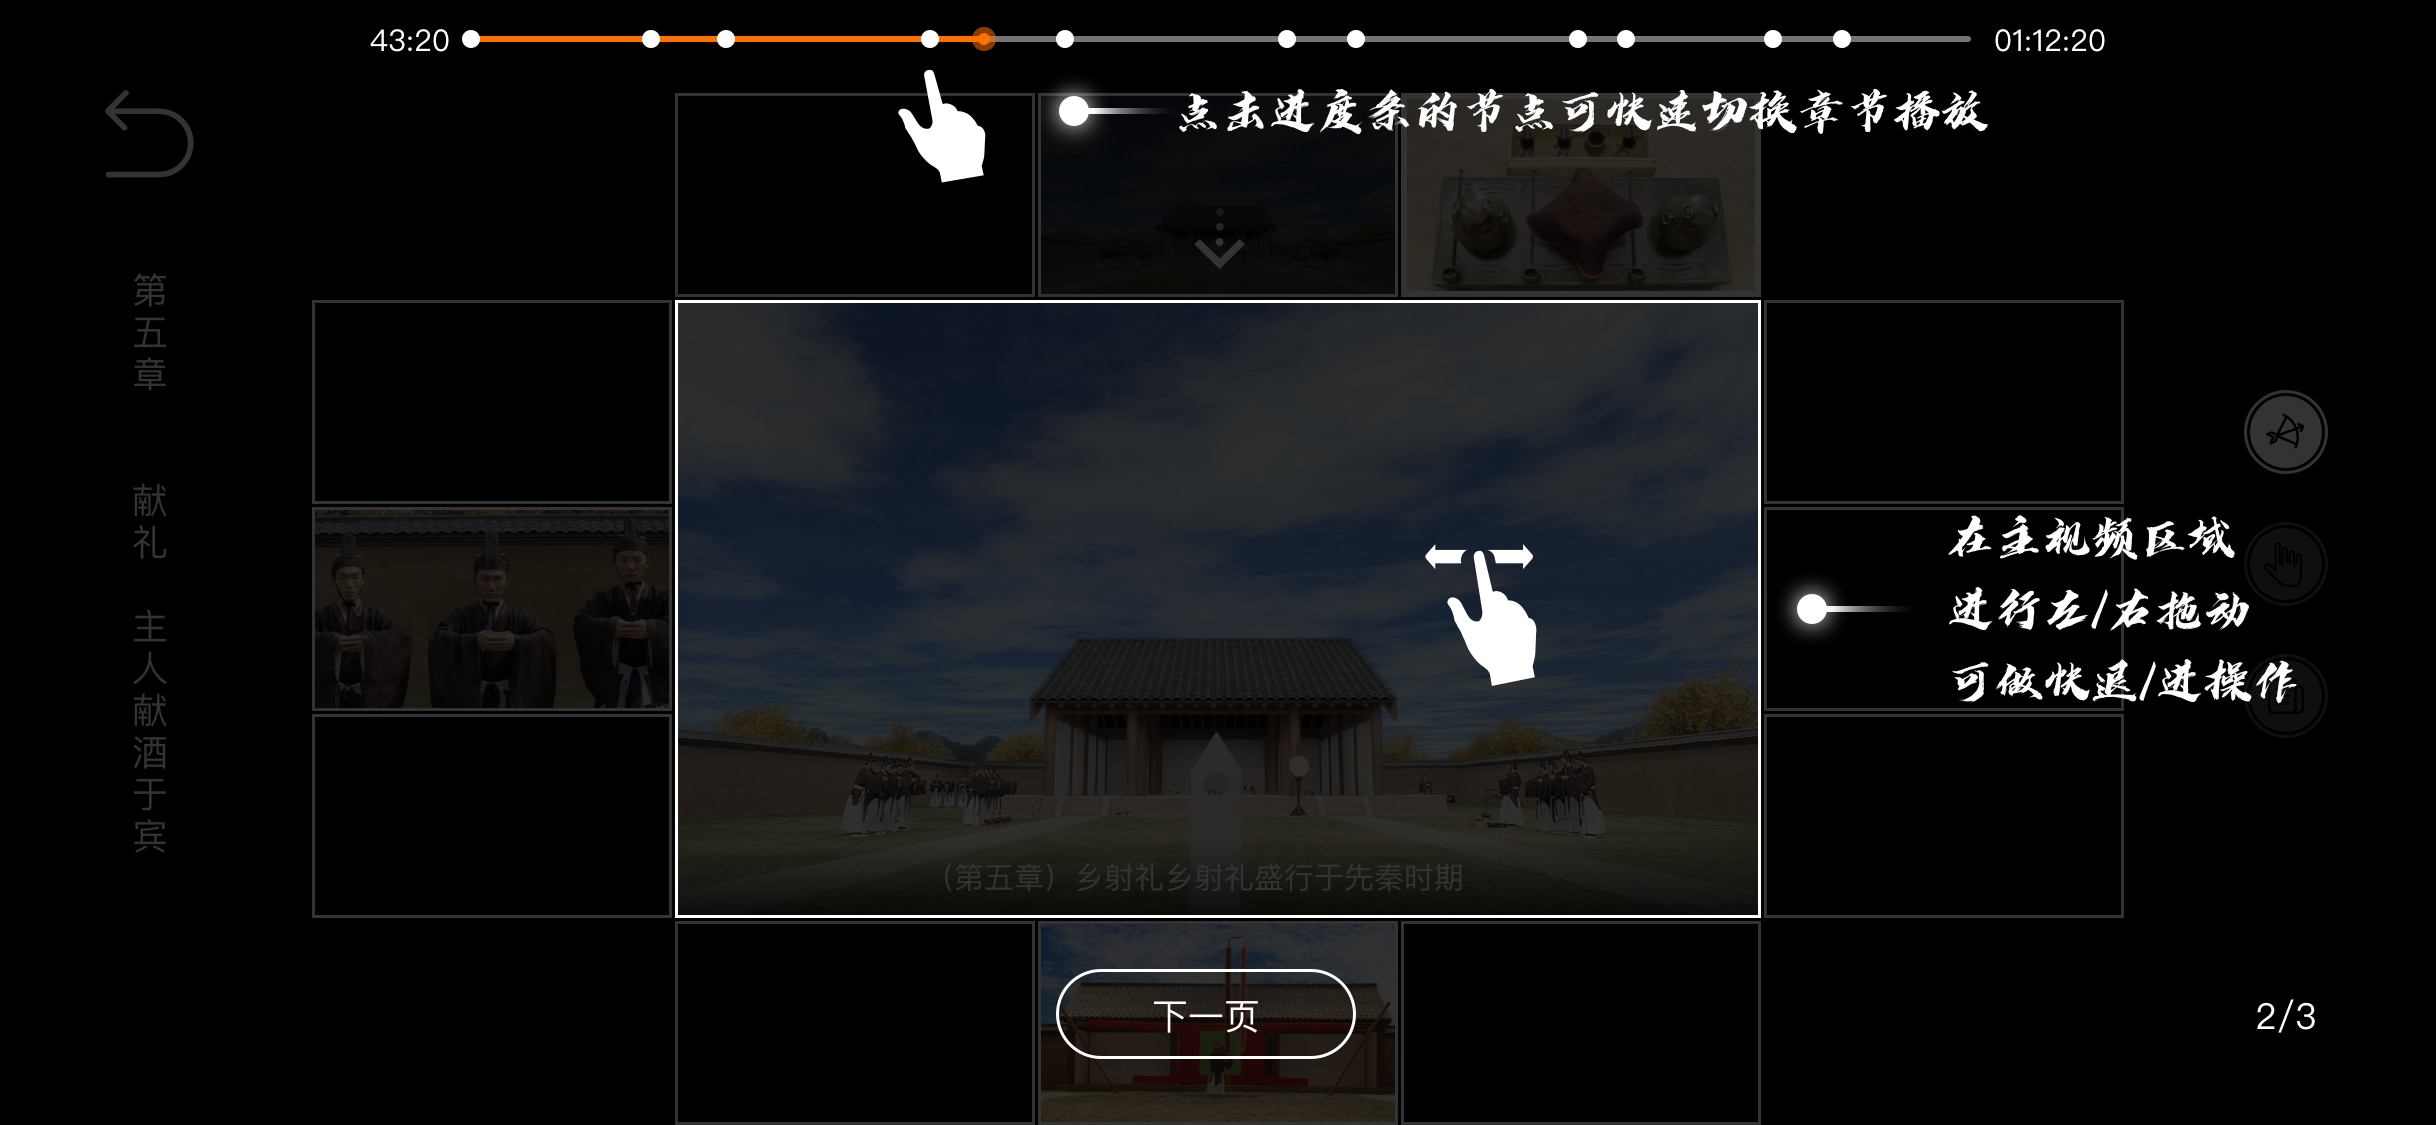 43:20
01:12:20
点击进度条的节点可快速切换章节播放
第五章 献礼 主人献酒于宾
在主视频区域
进行左/右拖动
可做快退/进操作
（第五章）乡射礼乡射礼盛行于先秦时期
下一页
2/3